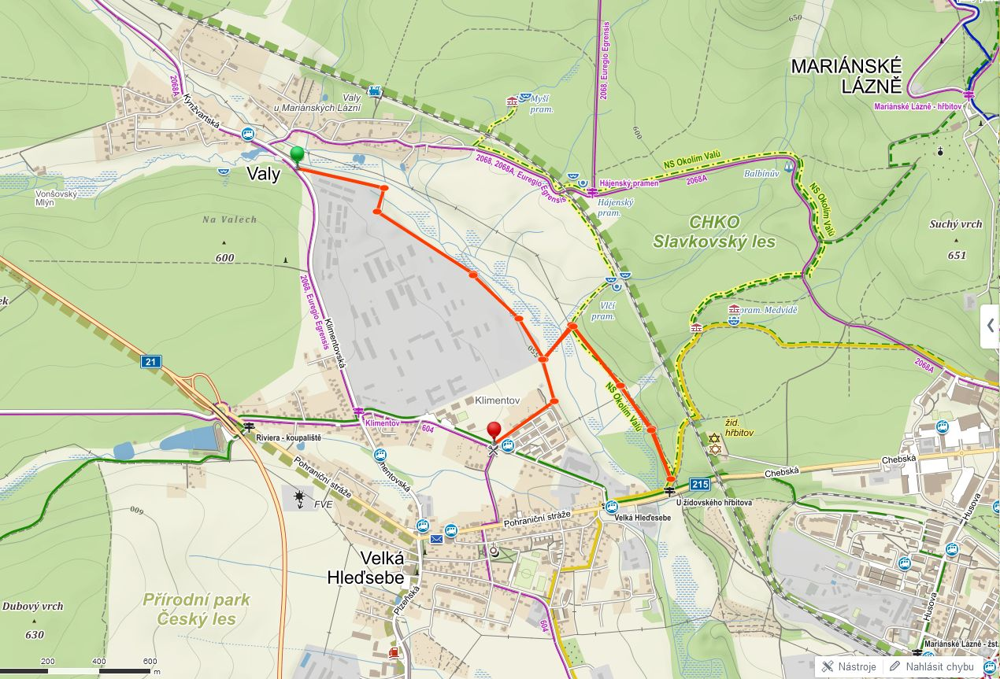 650
MARIÁNSKÉ
LÁZNĚ
2068A
2068, Euregio Egrensis
Kynžvartská
Valy
u Mariánských Lázní
Myší
pram.
Mariánské Lázně - hřbitov
600
Valy
2068, 2068A, Euregio Egrensis
NS Okolím Valů
2068A
Balbínův
Hájenský pramen
Hájenský
pram.
NS Okolím Valů
Vonšovský
Mlýn
Na Valech
600
CHKO
Slavkovský les
Suchý vrch
651
2068, Euregio Egrensis
Klimentovská
ek
Vlčí
pram.
pram. Medvídě
550
21
2068A
NS Okolím Valů
Klimentov
Klimentov
604
Riviera - koupaliště
žid.
hřbitov
Pohraniční stráže
mentovská
Chebská
Chebská
215
FVE
U židovského hřbitova
Husova
600
Pohraniční stráže
Velká Hleďsebe
Velká
Hleďsebe
Plzeňská
Přírodní park
Český les
Dubový vrch
630
604
Husova
Mariánské Lázně - žst.
200
400
600
m
Nástroje
Nahlásit chybu